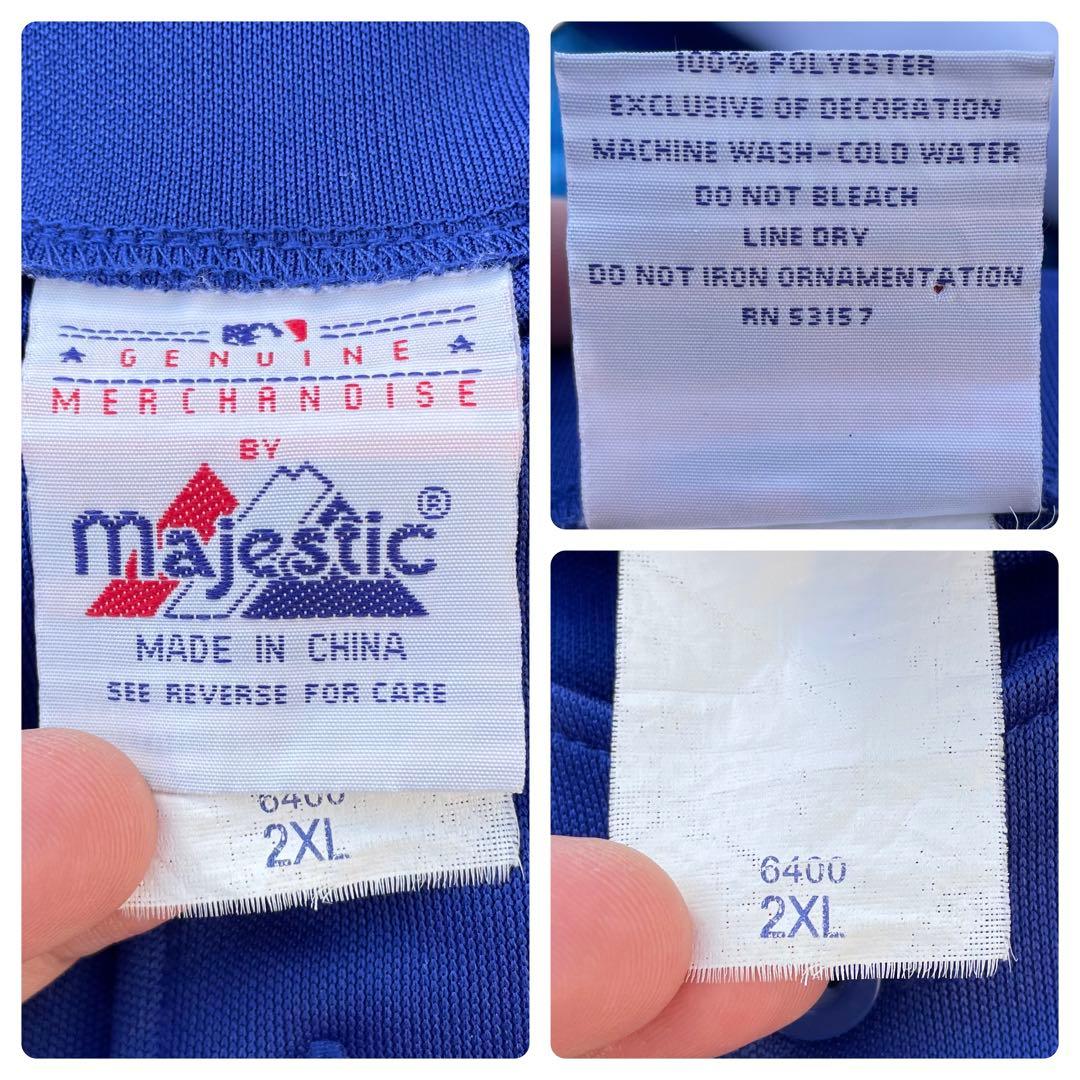 GENUINE
MERCHANDISE
BY
Majestic®
MADE IN CHINA
SEE REVERSE FOR CARE
6400
2XL
100% POLYESTER
EXCLUSIVE OF DECORATION
MACHINE WASH-COLD WATER
DO NOT BLEACH
LINE DRY
DO NOT IRON ORNAMENTATION
RN 53157
6400
2XL